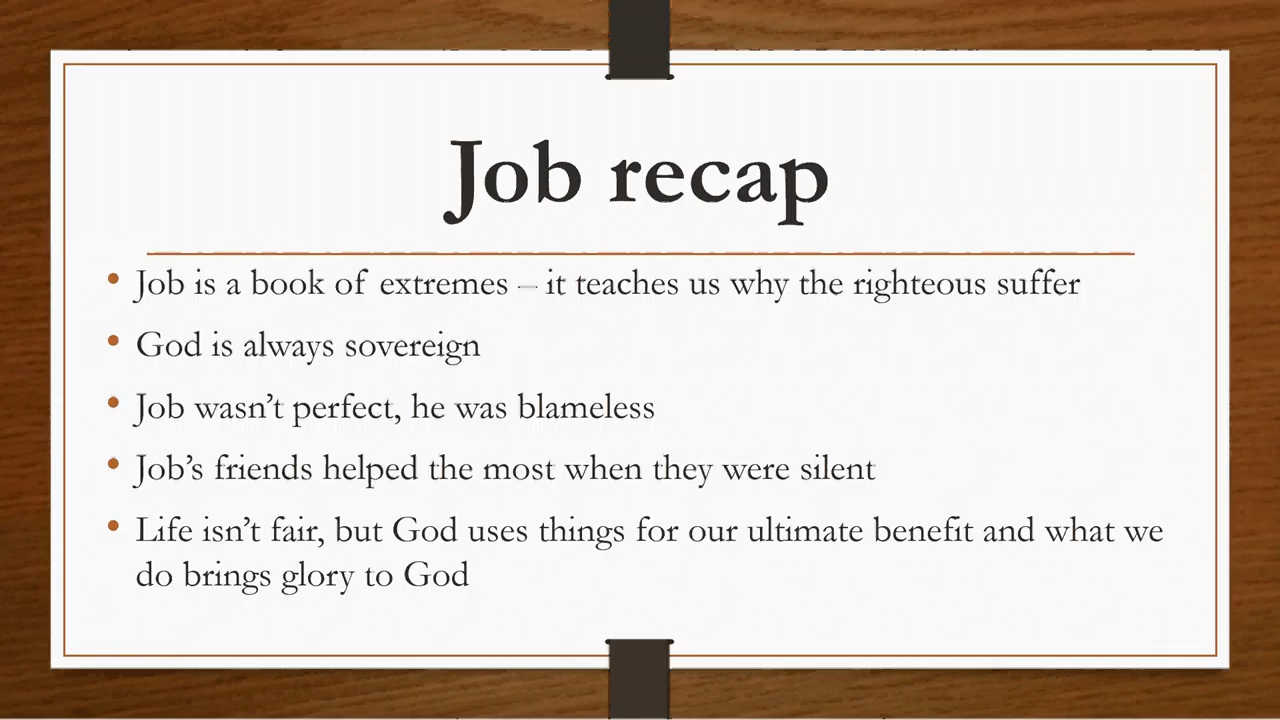 Job recap
• Job is a book of extremes – it teaches us why the righteous suffer
• God is always sovereign
• Job wasn’t perfect, he was blameless
• Job’s friends helped the most when they were silent
• Life isn’t fair, but God uses things for our ultimate benefit and what we
do brings glory to God